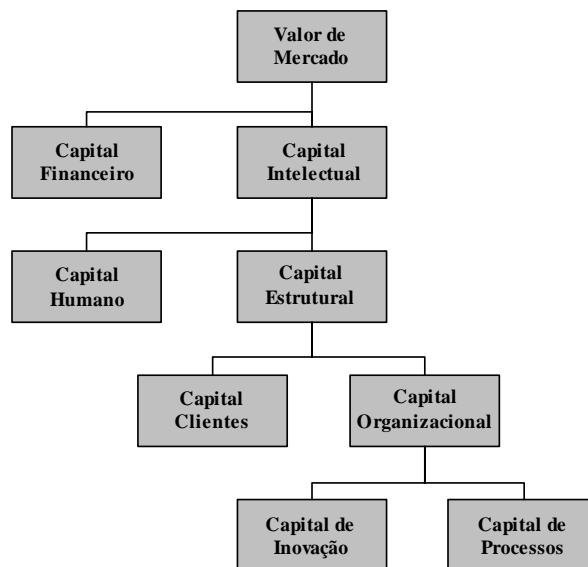 Valor de
Mercado
Capital
Financeiro
Capital
Intelectual
Capital
Humano
Capital
Estrutural
Capital
Clientes
Capital
Organizacional
Capital de
Inovação
Capital de
Processos